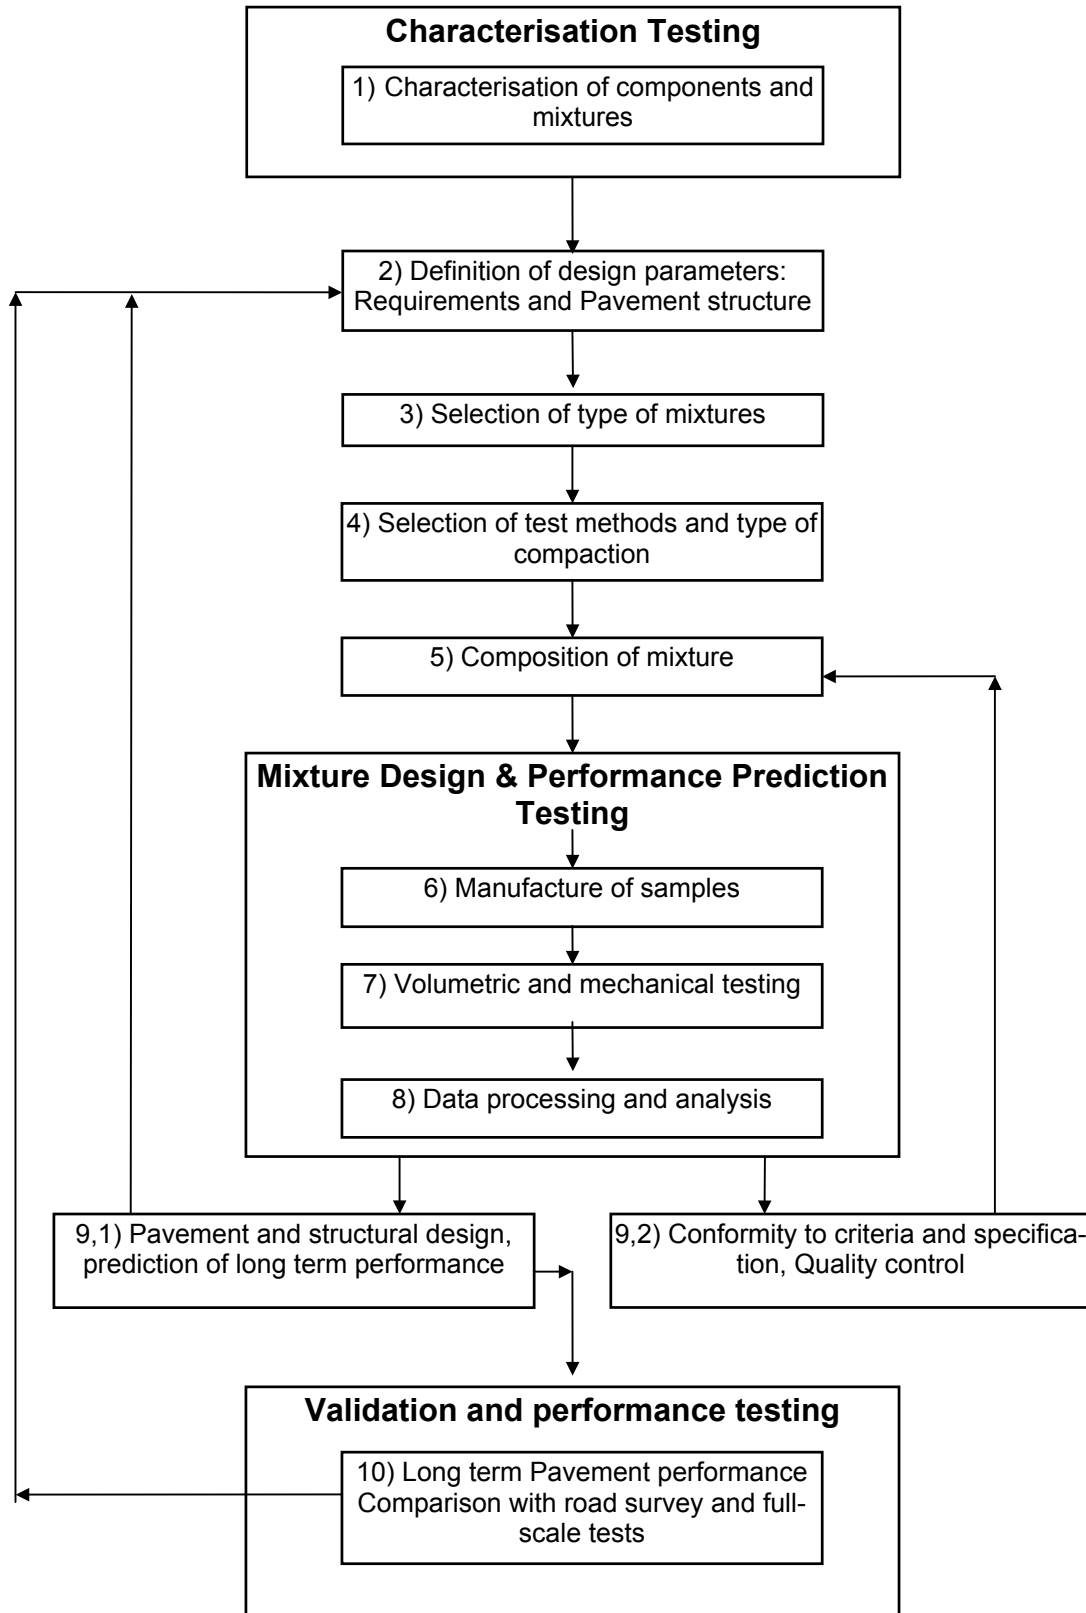 Characterisation Testing
1) Characterisation of components and
mixtures
2) Definition of design parameters:
Requirements and Pavement structure
3) Selection of type of mixtures
4) Selection of test methods and type of
compaction
5) Composition of mixture
Mixture Design & Performance Prediction
Testing
6) Manufacture of samples
7) Volumetric and mechanical testing
8) Data processing and analysis
9,1) Pavement and structural design,
prediction of long term performance
9,2) Conformity to criteria and specifica-
tion, Quality control
Validation and performance testing
10) Long term Pavement performance
Comparison with road survey and full-
scale tests